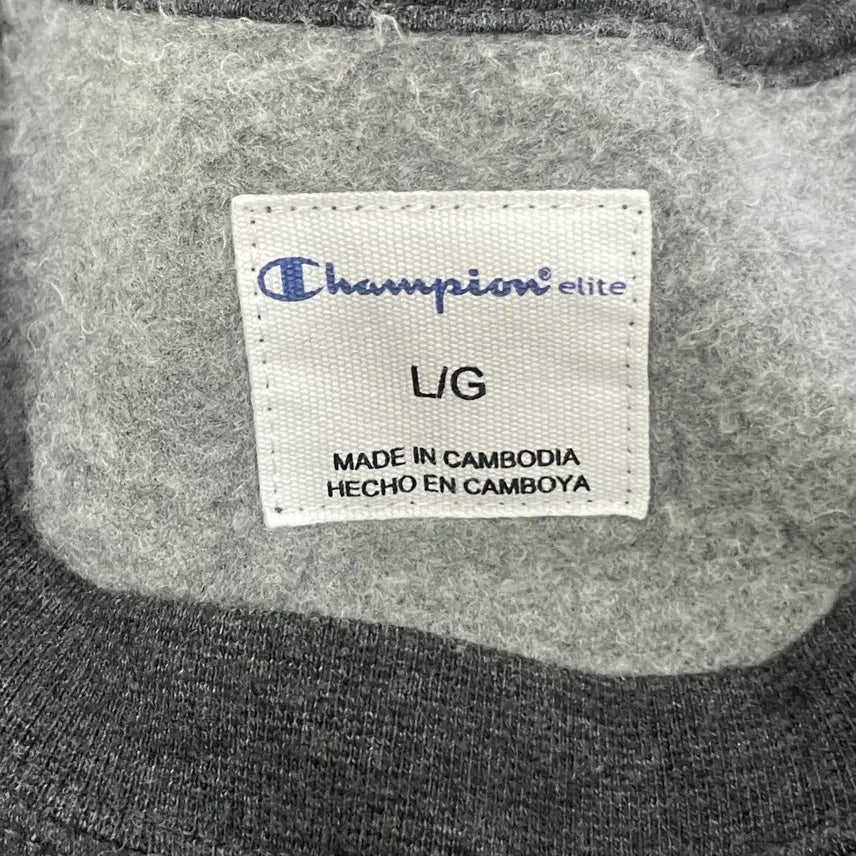 Champion® elite
L/G
MADE IN CAMBODIA
HECHO EN CAMBOYA